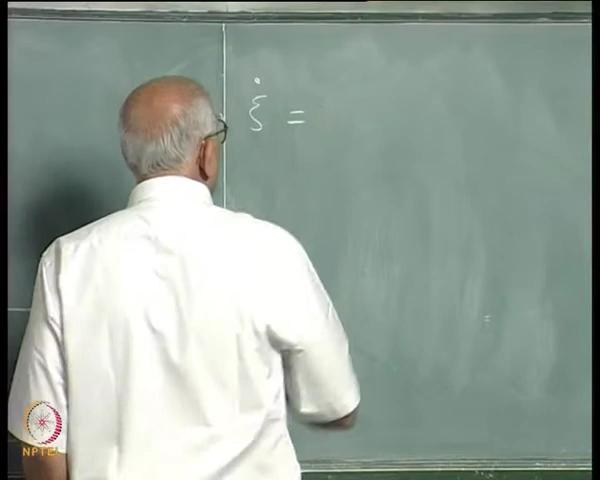 ξ̇ =
=
NPTEL